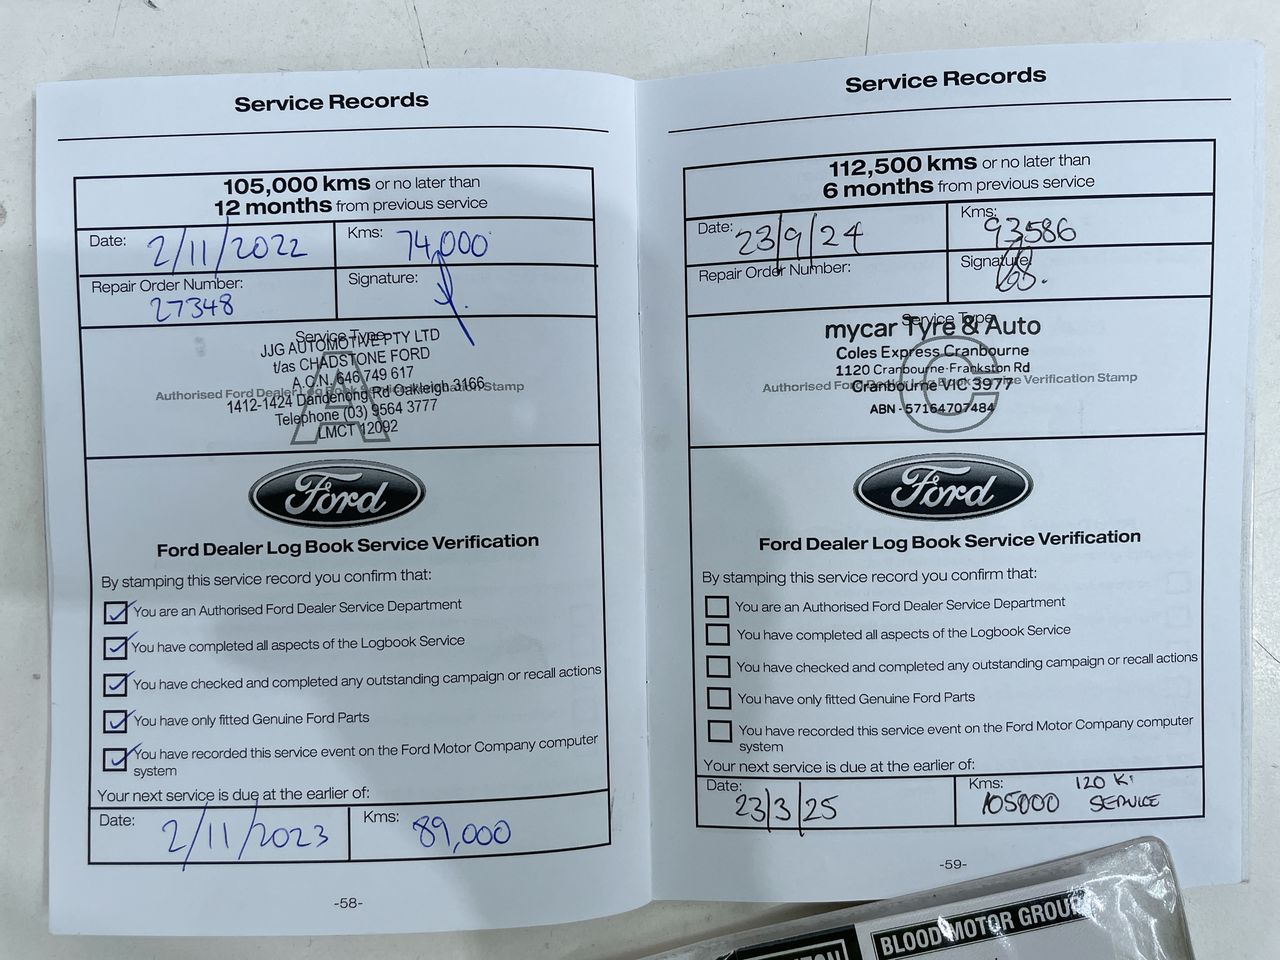 Service Records
105,000 kms or no later than
12 months from previous service
Date: 2/11/2022
Kms: 74,000
Repair Order Number:
27348
Signature:
Service Type
JJG AUTOMOTIVE PTY LTD
t/as CHADSTONE FORD
A.C.N. 646 749 617
Authorised Ford Dealer Log Book Service Verification Stamp
1412-1424 Dandenong Rd Oakleigh 3166
Telephone (03) 9564 3777
LMCT 12092
A
Ford
Ford Dealer Log Book Service Verification
By stamping this service record you confirm that:
You are an Authorised Ford Dealer Service Department
You have completed all aspects of the Logbook Service
You have checked and completed any outstanding campaign or recall actions
You have only fitted Genuine Ford Parts
You have recorded this service event on the Ford Motor Company computer
system
Your next service is due at the earlier of:
Date: 2/11/2023
Kms: 89,000
-58-
Service Records
112,500 kms or no later than
6 months from previous service
Date: 23/9/24
Kms: 93586
Repair Order Number:
Signature:
Service Type
mycar Tyre & Auto
Coles Express Cranbourne
1120 Cranbourne-Frankston Rd
Authorised Ford Dealer Log Book Service Verification Stamp
Cranbourne VIC 3977
ABN - 57164707484
C
Ford
Ford Dealer Log Book Service Verification
By stamping this service record you confirm that:
You are an Authorised Ford Dealer Service Department
You have completed all aspects of the Logbook Service
You have checked and completed any outstanding campaign or recall actions
You have only fitted Genuine Ford Parts
You have recorded this service event on the Ford Motor Company computer
system
Your next service is due at the earlier of:
Date: 23/3/25
Kms: 105000
120 K
SERVICE
-59-
BLOOD MOTOR GROUP